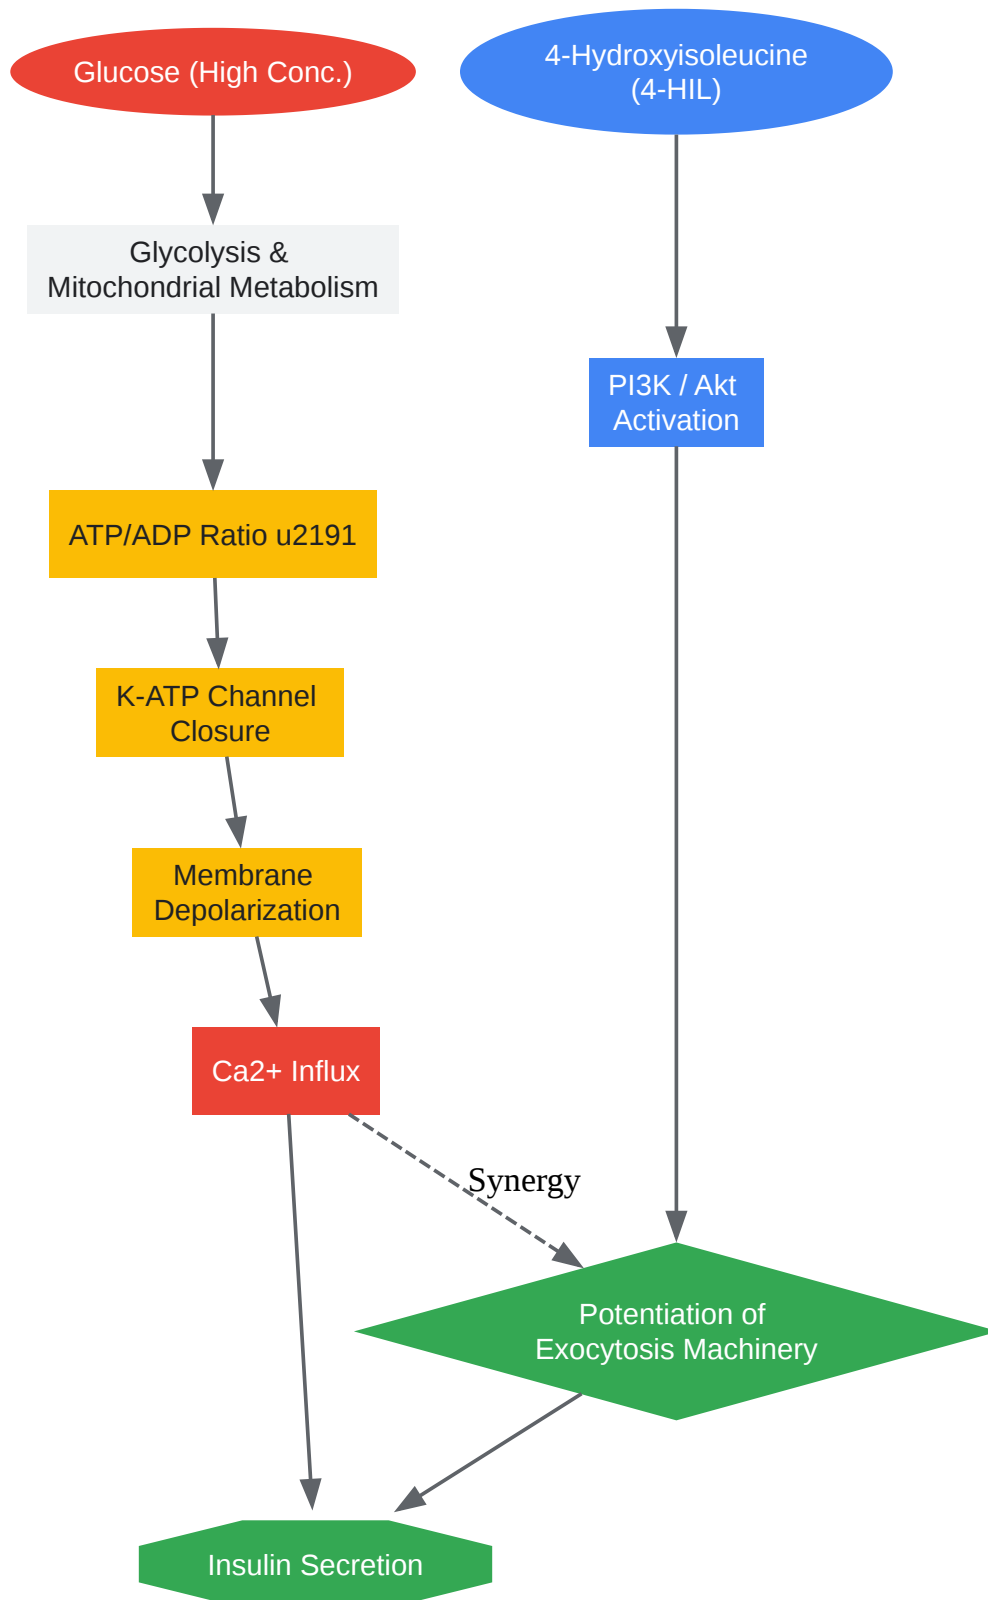 Glucose (High Conc.)
4-Hydroxyisoleucine
(4-HIL)
Glycolysis &
Mitochondrial Metabolism
PI3K / Akt
Activation
ATP/ADP Ratio u2191
K-ATP Channel
Closure
Membrane
Depolarization
Ca2+ Influx
Synergy
Potentiation of
Exocytosis Machinery
Insulin Secretion